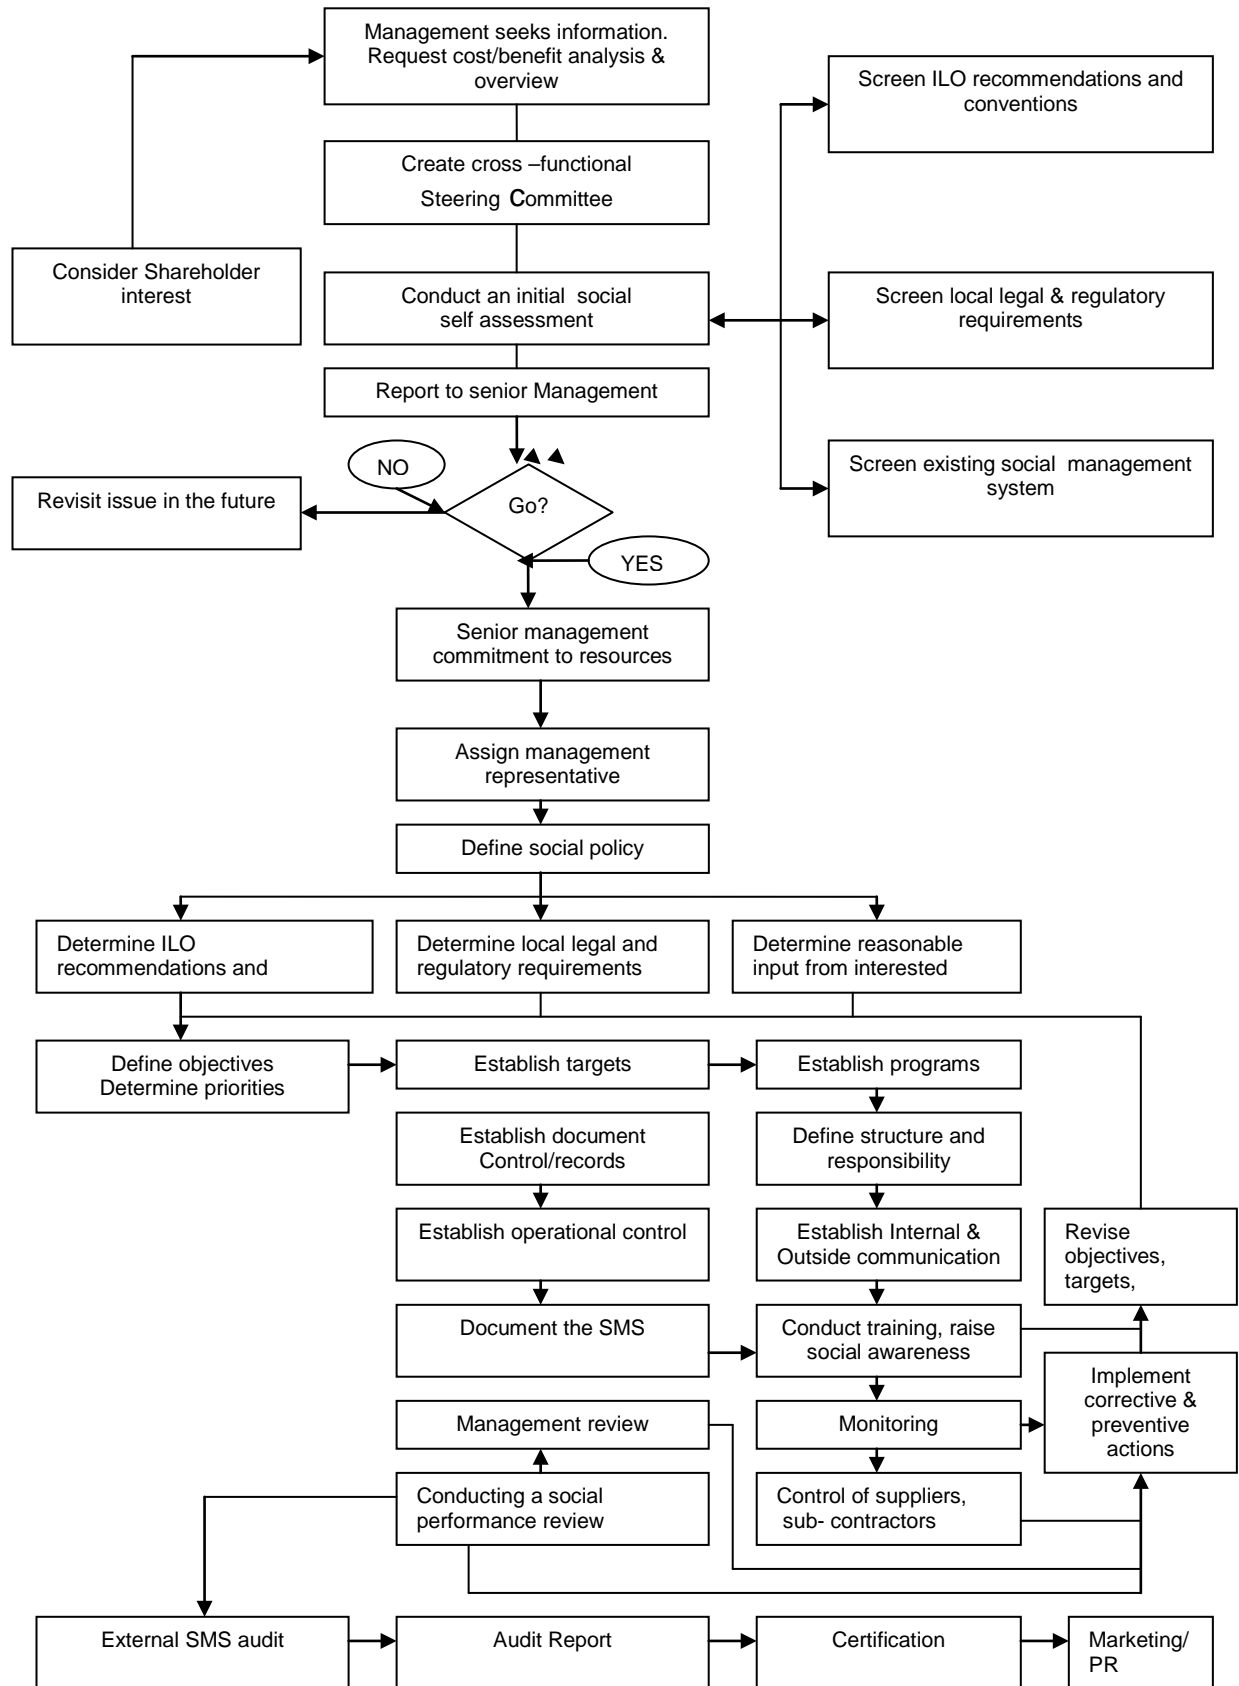 Management seeks information.
Request cost/benefit analysis &
overview
Screen ILO recommendations and
conventions
Create cross –functional
Steering Committee
Consider Shareholder
interest
Conduct an initial social
self assessment
Screen local legal & regulatory
requirements
Report to senior Management
NO
Screen existing social management
system
Revisit issue in the future
Go?
YES
Senior management
commitment to resources
Assign management
representative
Define social policy
Determine ILO
recommendations and
Determine local legal and
regulatory requirements
Determine reasonable
input from interested
Define objectives
Determine priorities
Establish targets
Establish programs
Establish document
Control/records
Define structure and
responsibility
Establish operational control
Establish Internal &
Outside communication
Revise
objectives,
targets,
Document the SMS
Conduct training, raise
social awareness
Implement
corrective &
preventive
actions
Management review
Monitoring
Conducting a social
performance review
Control of suppliers,
sub- contractors
External SMS audit
Audit Report
Certification
Marketing/
PR